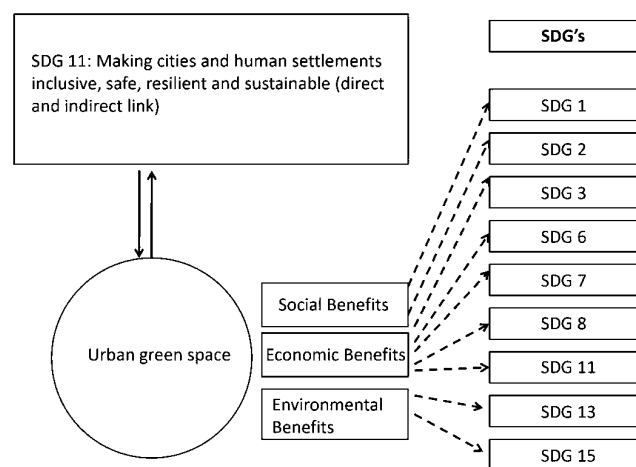 SDG 11: Making cities and human settlements
inclusive, safe, resilient and sustainable (direct
and indirect link)
Urban green space
Social Benefits
Economic Benefits
Environmental
Benefits
SDG's
SDG 1
SDG 2
SDG 3
SDG 6
SDG 7
SDG 8
SDG 11
SDG 13
SDG 15